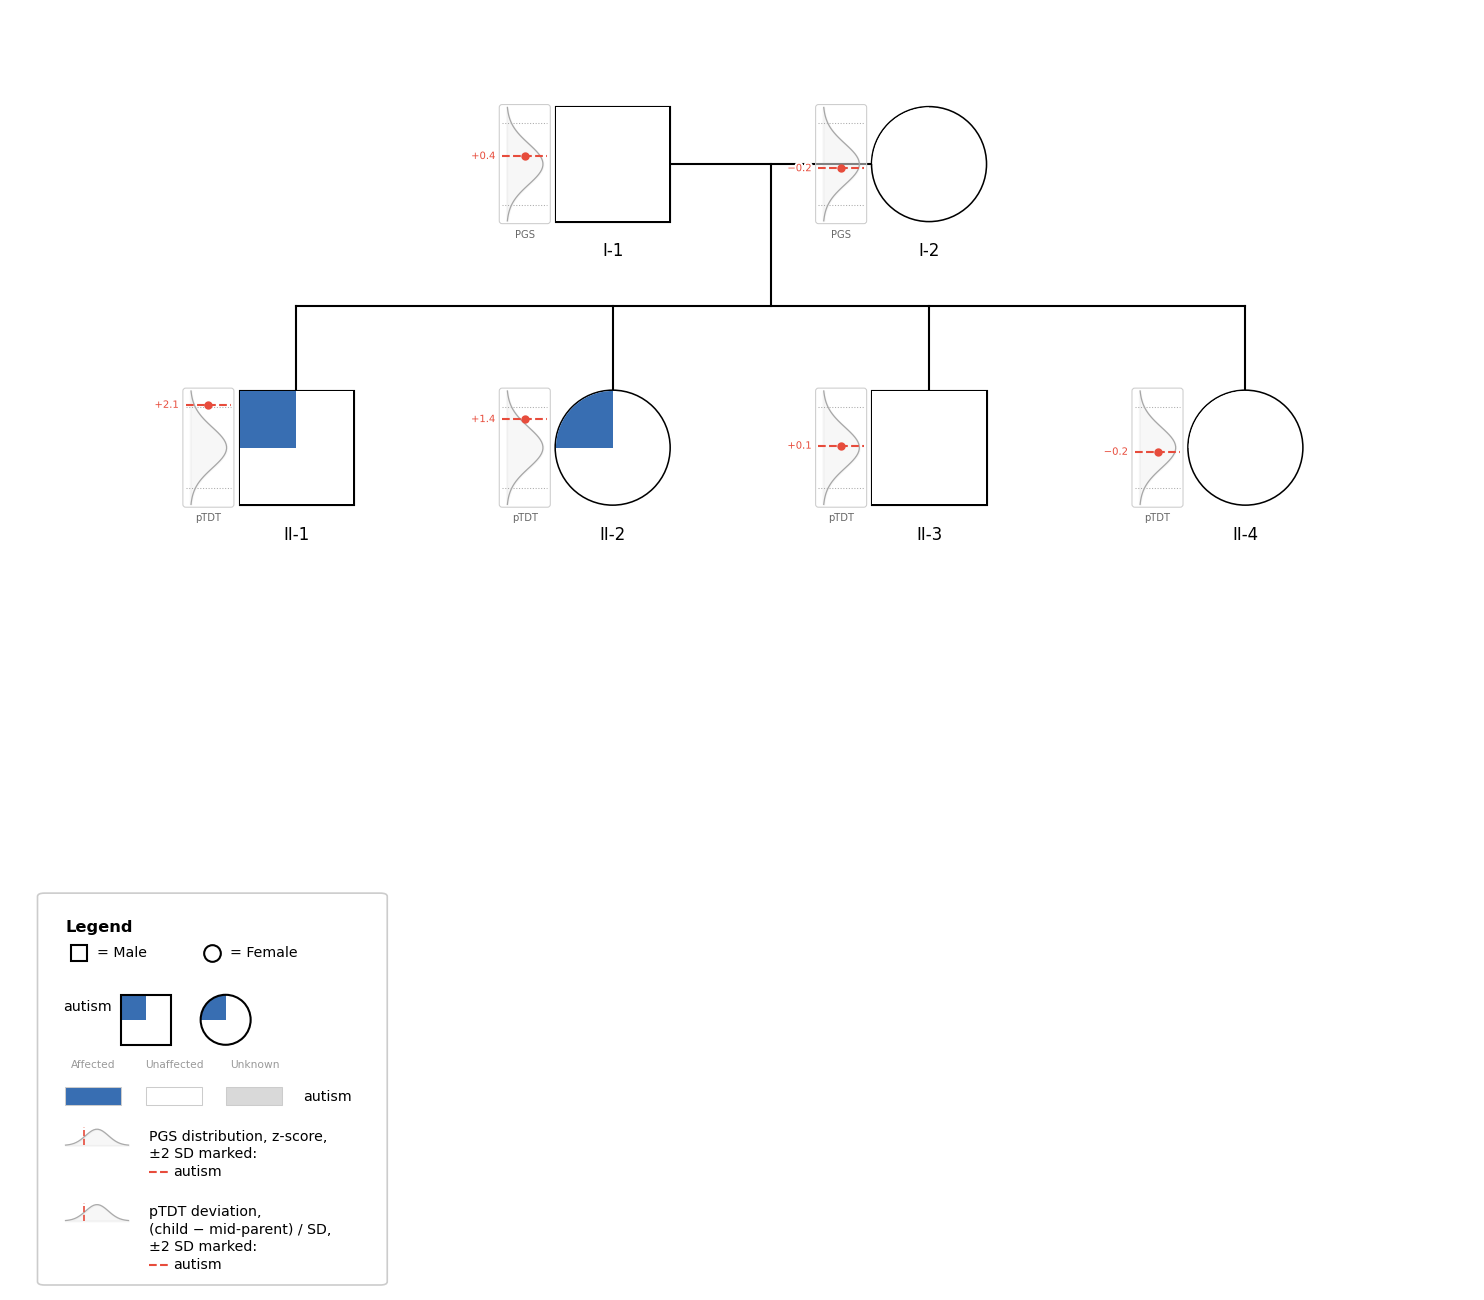 +0.4
−0.2
PGS
PGS
I-1
I-2
+2.1
+1.4
+0.1
−0.2
pTDT
pTDT
pTDT
pTDT
II-1
II-2
II-3
II-4
Legend
= Male
= Female
autism
Affected
Unaffected
Unknown
autism
PGS distribution, z-score,
±2 SD marked:
autism
pTDT deviation,
(child − mid-parent) / SD,
±2 SD marked:
autism